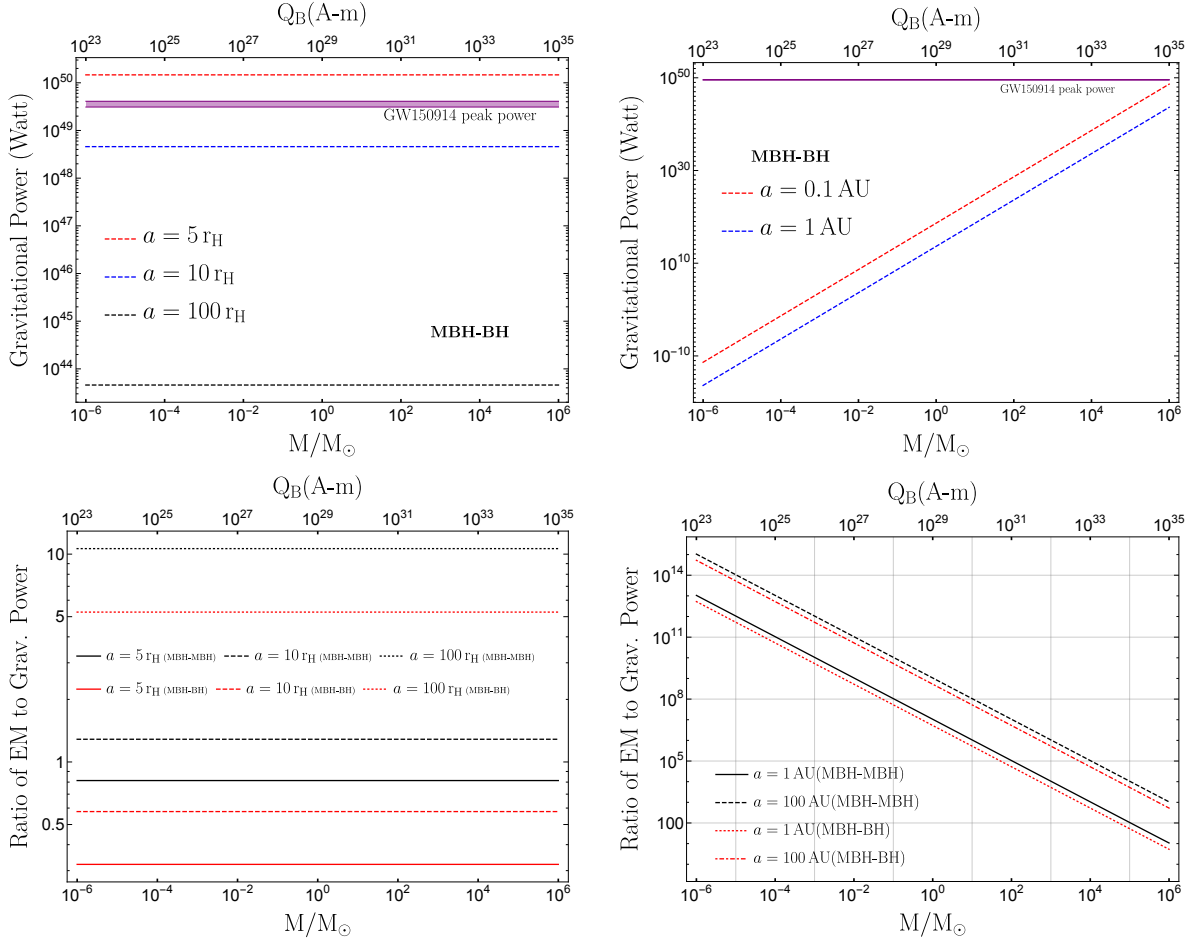 Q_B(A-m)
10^23 10^25 10^27 10^29 10^31 10^33 10^35
Gravitational Power (Watt)
10^50
10^49
10^48
10^47
10^46
10^45
10^44
GW150914 peak power
a = 5 r_H
a = 10 r_H
a = 100 r_H
MBH-BH
10^-6 10^-4 10^-2 10^0 10^2 10^4 10^6
M/M_⊙
Q_B(A-m)
10^23 10^25 10^27 10^29 10^31 10^33 10^35
Gravitational Power (Watt)
10^50
10^30
10^10
10^-10
GW150914 peak power
MBH-BH
a = 0.1 AU
a = 1 AU
10^-6 10^-4 10^-2 10^0 10^2 10^4 10^6
M/M_⊙
Q_B(A-m)
10^23 10^25 10^27 10^29 10^31 10^33 10^35
Ratio of EM to Grav. Power
10
5
1
0.5
a = 5 r_H (MBH-MBH) a = 10 r_H (MBH-MBH) a = 100 r_H (MBH-MBH)
a = 5 r_H (MBH-BH) a = 10 r_H (MBH-BH) a = 100 r_H (MBH-BH)
10^-6 10^-4 10^-2 10^0 10^2 10^4 10^6
M/M_⊙
Q_B(A-m)
10^23 10^25 10^27 10^29 10^31 10^33 10^35
Ratio of EM to Grav. Power
10^14
10^11
10^8
10^5
100
a = 1 AU(MBH-MBH)
a = 100 AU(MBH-MBH)
a = 1 AU(MBH-BH)
a = 100 AU(MBH-BH)
10^-6 10^-4 10^-2 10^0 10^2 10^4 10^6
M/M_⊙